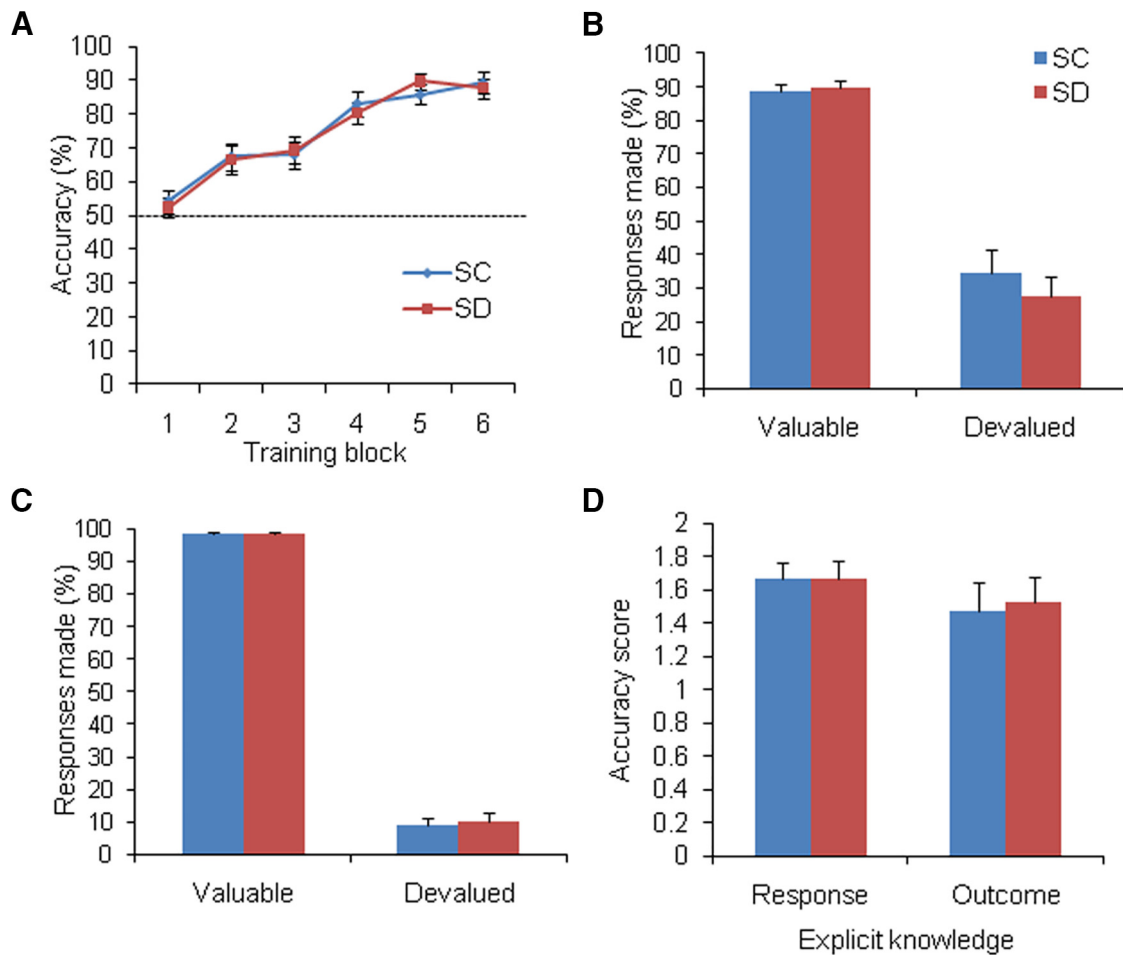 A
Accuracy (%)
100
90
80
70
60
50
40
30
20
10
0
SC
SD
1 2 3 4 5 6
Training block
B
Responses made (%)
100
90
80
70
60
50
40
30
20
10
0
SC
SD
Valuable Devalued
C
Responses made (%)
100
90
80
70
60
50
40
30
20
10
0
Valuable Devalued
D
Accuracy score
2
1.8
1.6
1.4
1.2
1
0.8
0.6
0.4
0.2
0
Response Outcome
Explicit knowledge